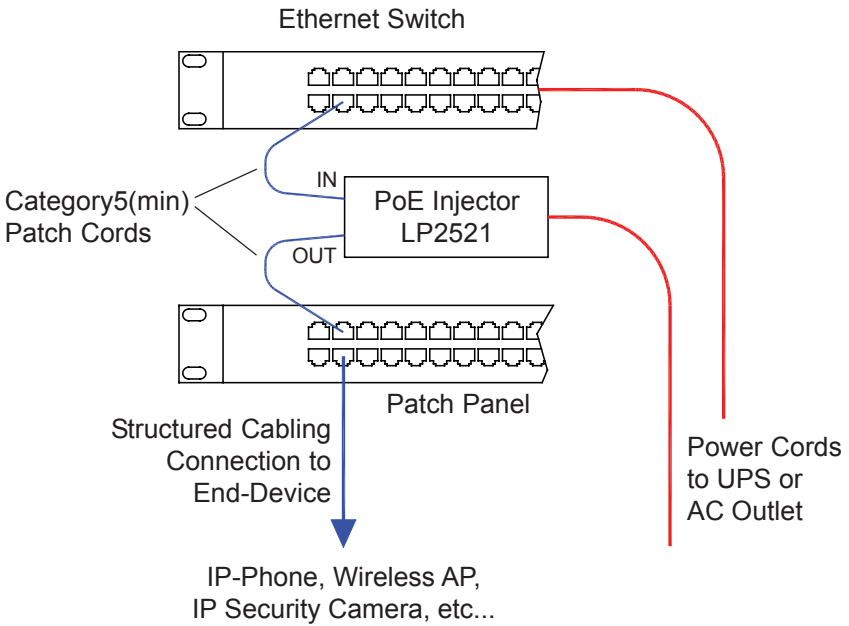 Ethernet Switch
IN
Category5(min)
Patch Cords
PoE Injector
LP2521
OUT
Patch Panel
Structured Cabling
Connection to
End-Device
Power Cords
to UPS or
AC Outlet
IP-Phone, Wireless AP,
IP Security Camera, etc...